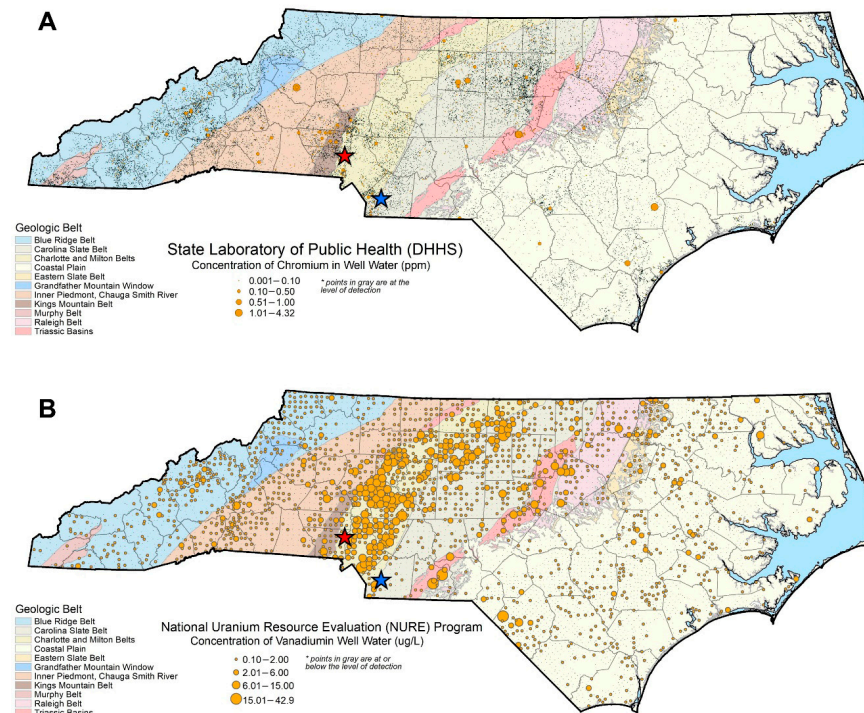 A
Geologic Belt
Blue Ridge Belt
Carolina Slate Belt
Charlotte and Milton Belts
Coastal Plain
Eastern Slate Belt
Grandfather Mountain Window
Inner Piedmont, Chauga Smith River
Kings Mountain Belt
Murphy Belt
Raleigh Belt
Triassic Basins
State Laboratory of Public Health (DHHS)
Concentration of Chromium in Well Water (ppm)
0.001–0.10
0.10–0.50
0.51–1.00
1.01–4.32
* points in gray are at the
level of detection
B
Geologic Belt
Blue Ridge Belt
Carolina Slate Belt
Charlotte and Milton Belts
Coastal Plain
Eastern Slate Belt
Grandfather Mountain Window
Inner Piedmont, Chauga Smith River
Kings Mountain Belt
Murphy Belt
Raleigh Belt
Triassic Basins
National Uranium Resource Evaluation (NURE) Program
Concentration of Vanadiumin Well Water (ug/L)
0.10–2.00
2.01–6.00
6.01–15.00
15.01–42.9
* points in gray are at or
below the level of detection